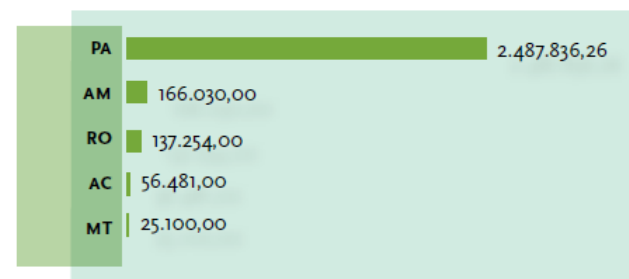 PA 2.487.836,26
AM 166.030,00
RO 137.254,00
AC 56.481,00
MT 25.100,00